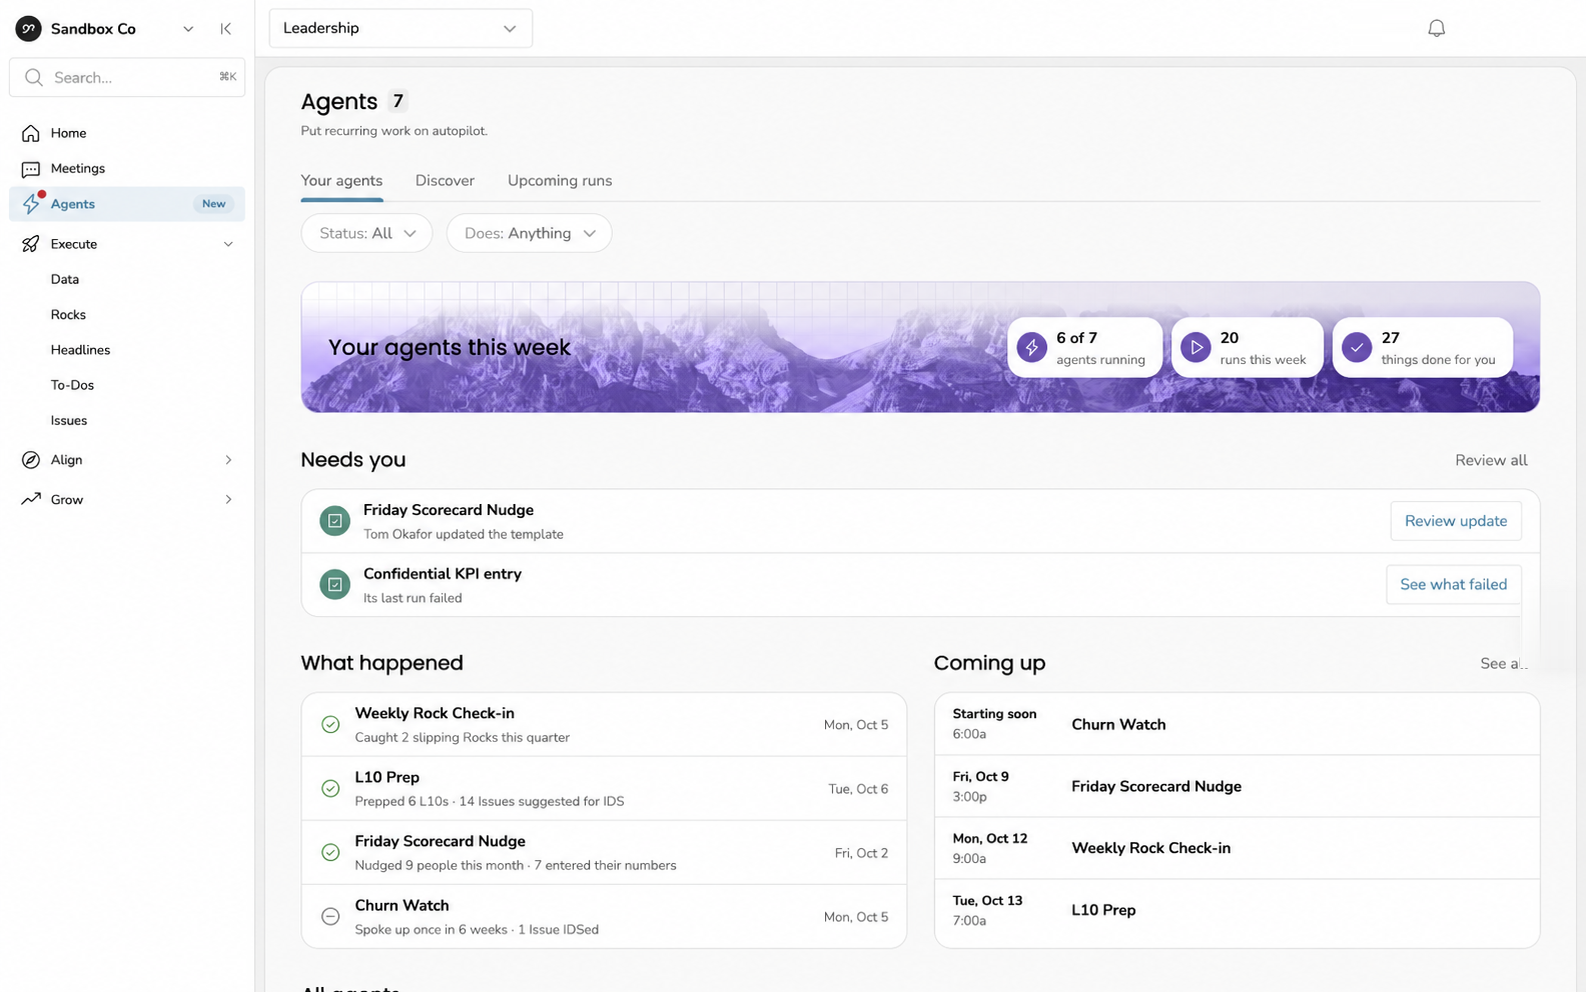 Sandbox Co
Leadership
Search...
⌘K
Home
Meetings
Agents
New
Execute
Data
Rocks
Headlines
To-Dos
Issues
Align
Grow
Agents 7
Put recurring work on autopilot.
Your agents
Discover
Upcoming runs
Status: All
Does: Anything
Your agents this week
6 of 7
agents running
20
runs this week
27
things done for you
Needs you
Review all
Friday Scorecard Nudge
Tom Okafor updated the template
Review update
Confidential KPI entry
Its last run failed
See what failed
What happened
Weekly Rock Check-in
Caught 2 slipping Rocks this quarter
Mon, Oct 5
L10 Prep
Prepped 6 L10s · 14 Issues suggested for IDS
Tue, Oct 6
Friday Scorecard Nudge
Nudged 9 people this month · 7 entered their numbers
Fri, Oct 2
Churn Watch
Spoke up once in 6 weeks · 1 Issue IDSed
Mon, Oct 5
Coming up
See
Starting soon
6:00a
Churn Watch
Fri, Oct 9
3:00p
Friday Scorecard Nudge
Mon, Oct 12
9:00a
Weekly Rock Check-in
Tue, Oct 13
7:00a
L10 Prep